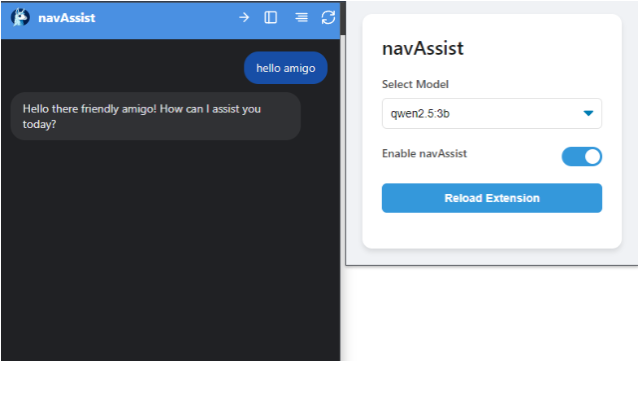 navAssist
hello amigo
Hello there friendly amigo! How can I assist you
today?
navAssist
Select Model
qwen2.5:3b
Enable navAssist
Reload Extension